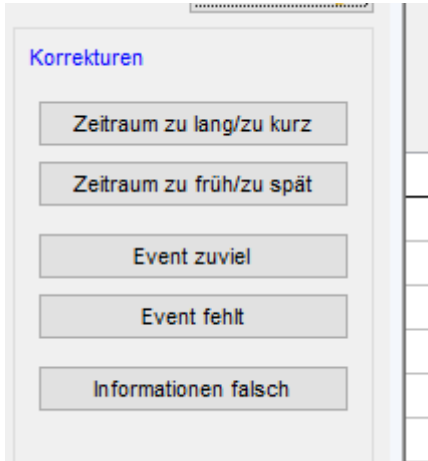 Korrekturen
Zeitraum zu lang/zu kurz
Zeitraum zu früh/zu spät
Event zuviel
Event fehlt
Informationen falsch